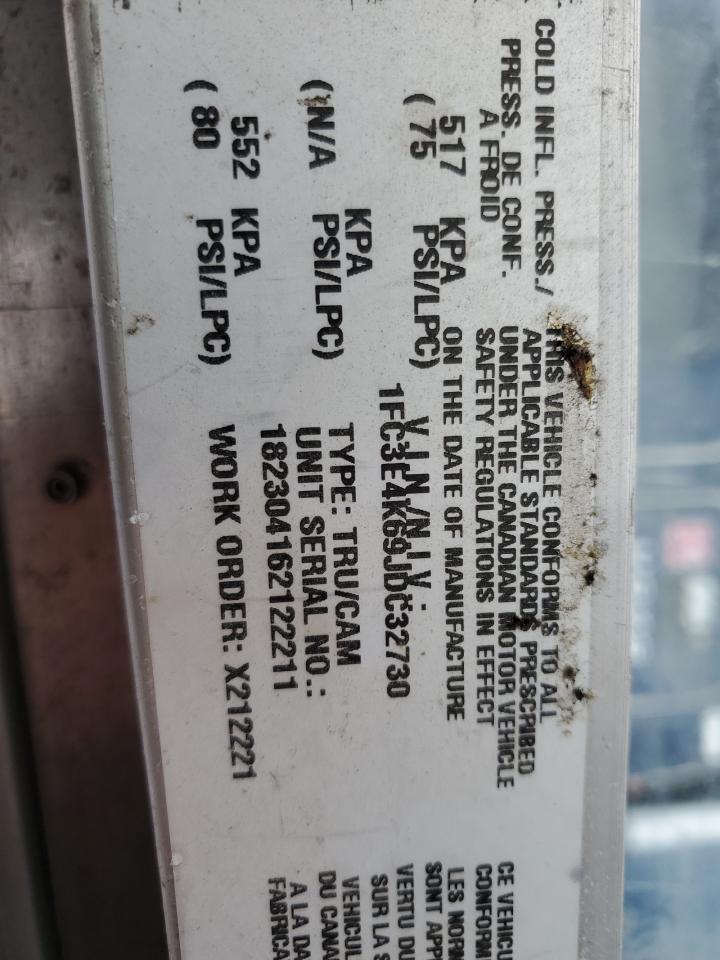 COLD INFL. PRESS./
PRESS. DE CONF.
À FROID
517 KPA
( 75 PSI/LPC)
KPA
(N/A PSI/LPC)
552 KPA
( 80 PSI/LPC)
THIS VEHICLE CONFORMS TO ALL
APPLICABLE STANDARDS PRESCRIBED
UNDER THE CANADIAN MOTOR VEHICLE
SAFETY REGULATIONS IN EFFECT
ON THE DATE OF MANUFACTURE
V.I.N./N.I.V.:
1FC3E4K69JDC32730
TYPE: TRU/CAM
UNIT SERIAL NO.:
182304162122211
WORK ORDER: X212221
CE VEHICU
CONFORM
LES NORM
SONT APP
VERTU DU
SUR LA S
VEHICUL
DU CANA
A LA DA
FABRICA